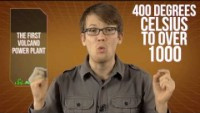 THE FIRST
VOLCANO
POWER PLANT
400 DEGREES
CELSIUS
TO OVER
1000